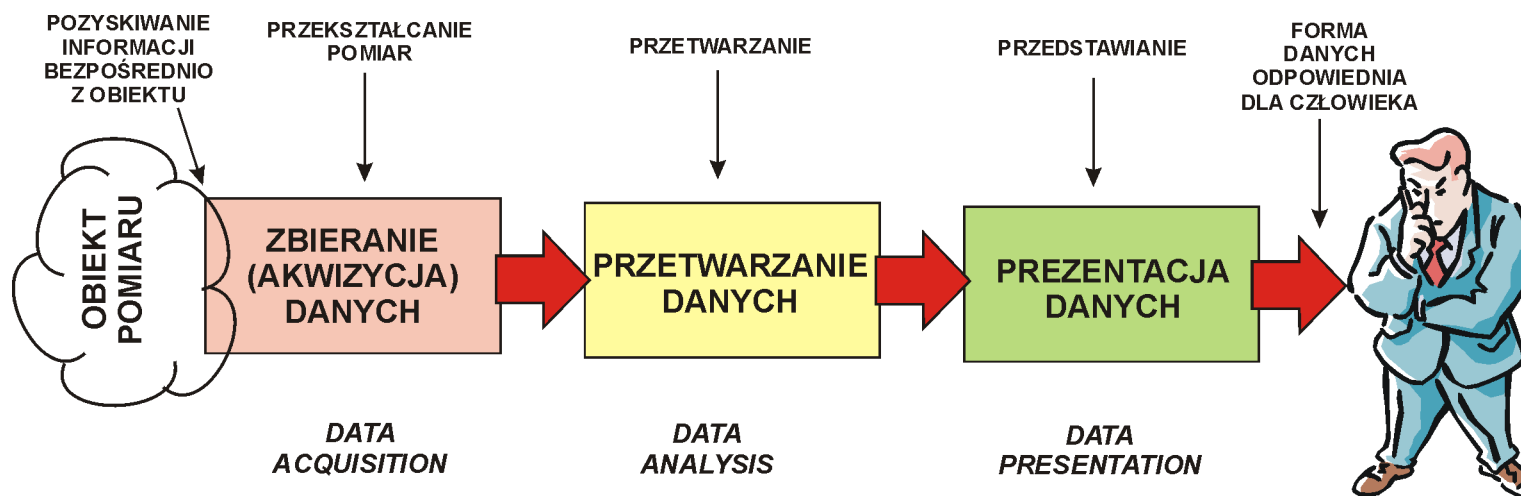 POZYSKIWANIE
INFORMACJI
BEZPOŚREDNIO
Z OBIEKTU
PRZEKSZTAŁCANIE
POMIAR
PRZETWARZANIE
PRZEDSTAWIANIE
FORMA
DANYCH
ODPOWIEDNIA
DLA CZŁOWIEKA
OBIEKT
POMIARU
ZBIERANIE
(AKWIZYCJA)
DANYCH
PRZETWARZANIE
DANYCH
PREZENTACJA
DANYCH
DATA
ACQUISITION
DATA
ANALYSIS
DATA
PRESENTATION